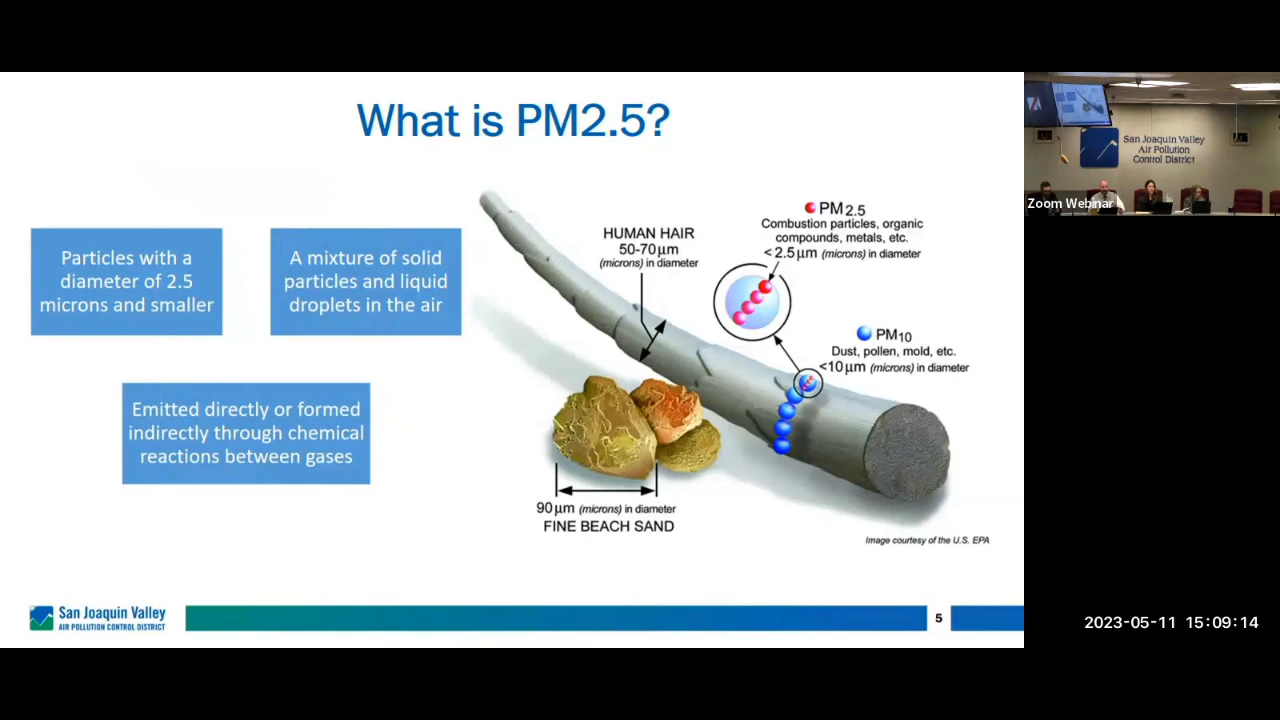 What is PM2.5?
Particles with a
diameter of 2.5
microns and smaller
A mixture of solid
particles and liquid
droplets in the air
Emitted directly or formed
indirectly through chemical
reactions between gases
HUMAN HAIR
50-70 µm
(microns) in diameter
PM2.5
Combustion particles, organic
compounds, metals, etc.
< 2.5 µm (microns) in diameter
PM10
Dust, pollen, mold, etc.
<10 µm (microns) in diameter
90 µm (microns) in diameter
FINE BEACH SAND
Image courtesy of the U.S. EPA
San Joaquin Valley
AIR POLLUTION CONTROL DISTRICT
5
San Joaquin Valley
Air Pollution
Control District
Zoom Webinar
2023-05-11 15:09:14